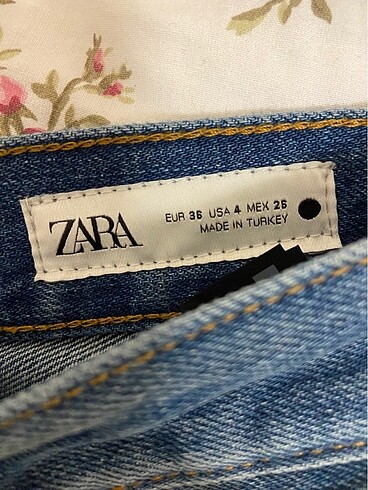 ZARA
EUR 36 USA 4 MEX 26
MADE IN TURKEY